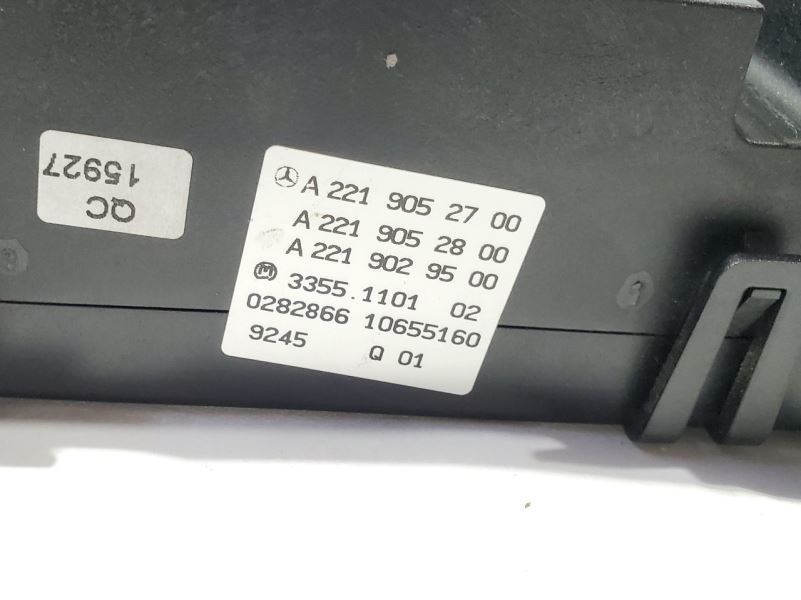 QC
15927
A 221 905 27 00
A 221 905 28 00
A 221 902 95 00
M 3355.1101 02
0282866 10655160
9245 Q 01